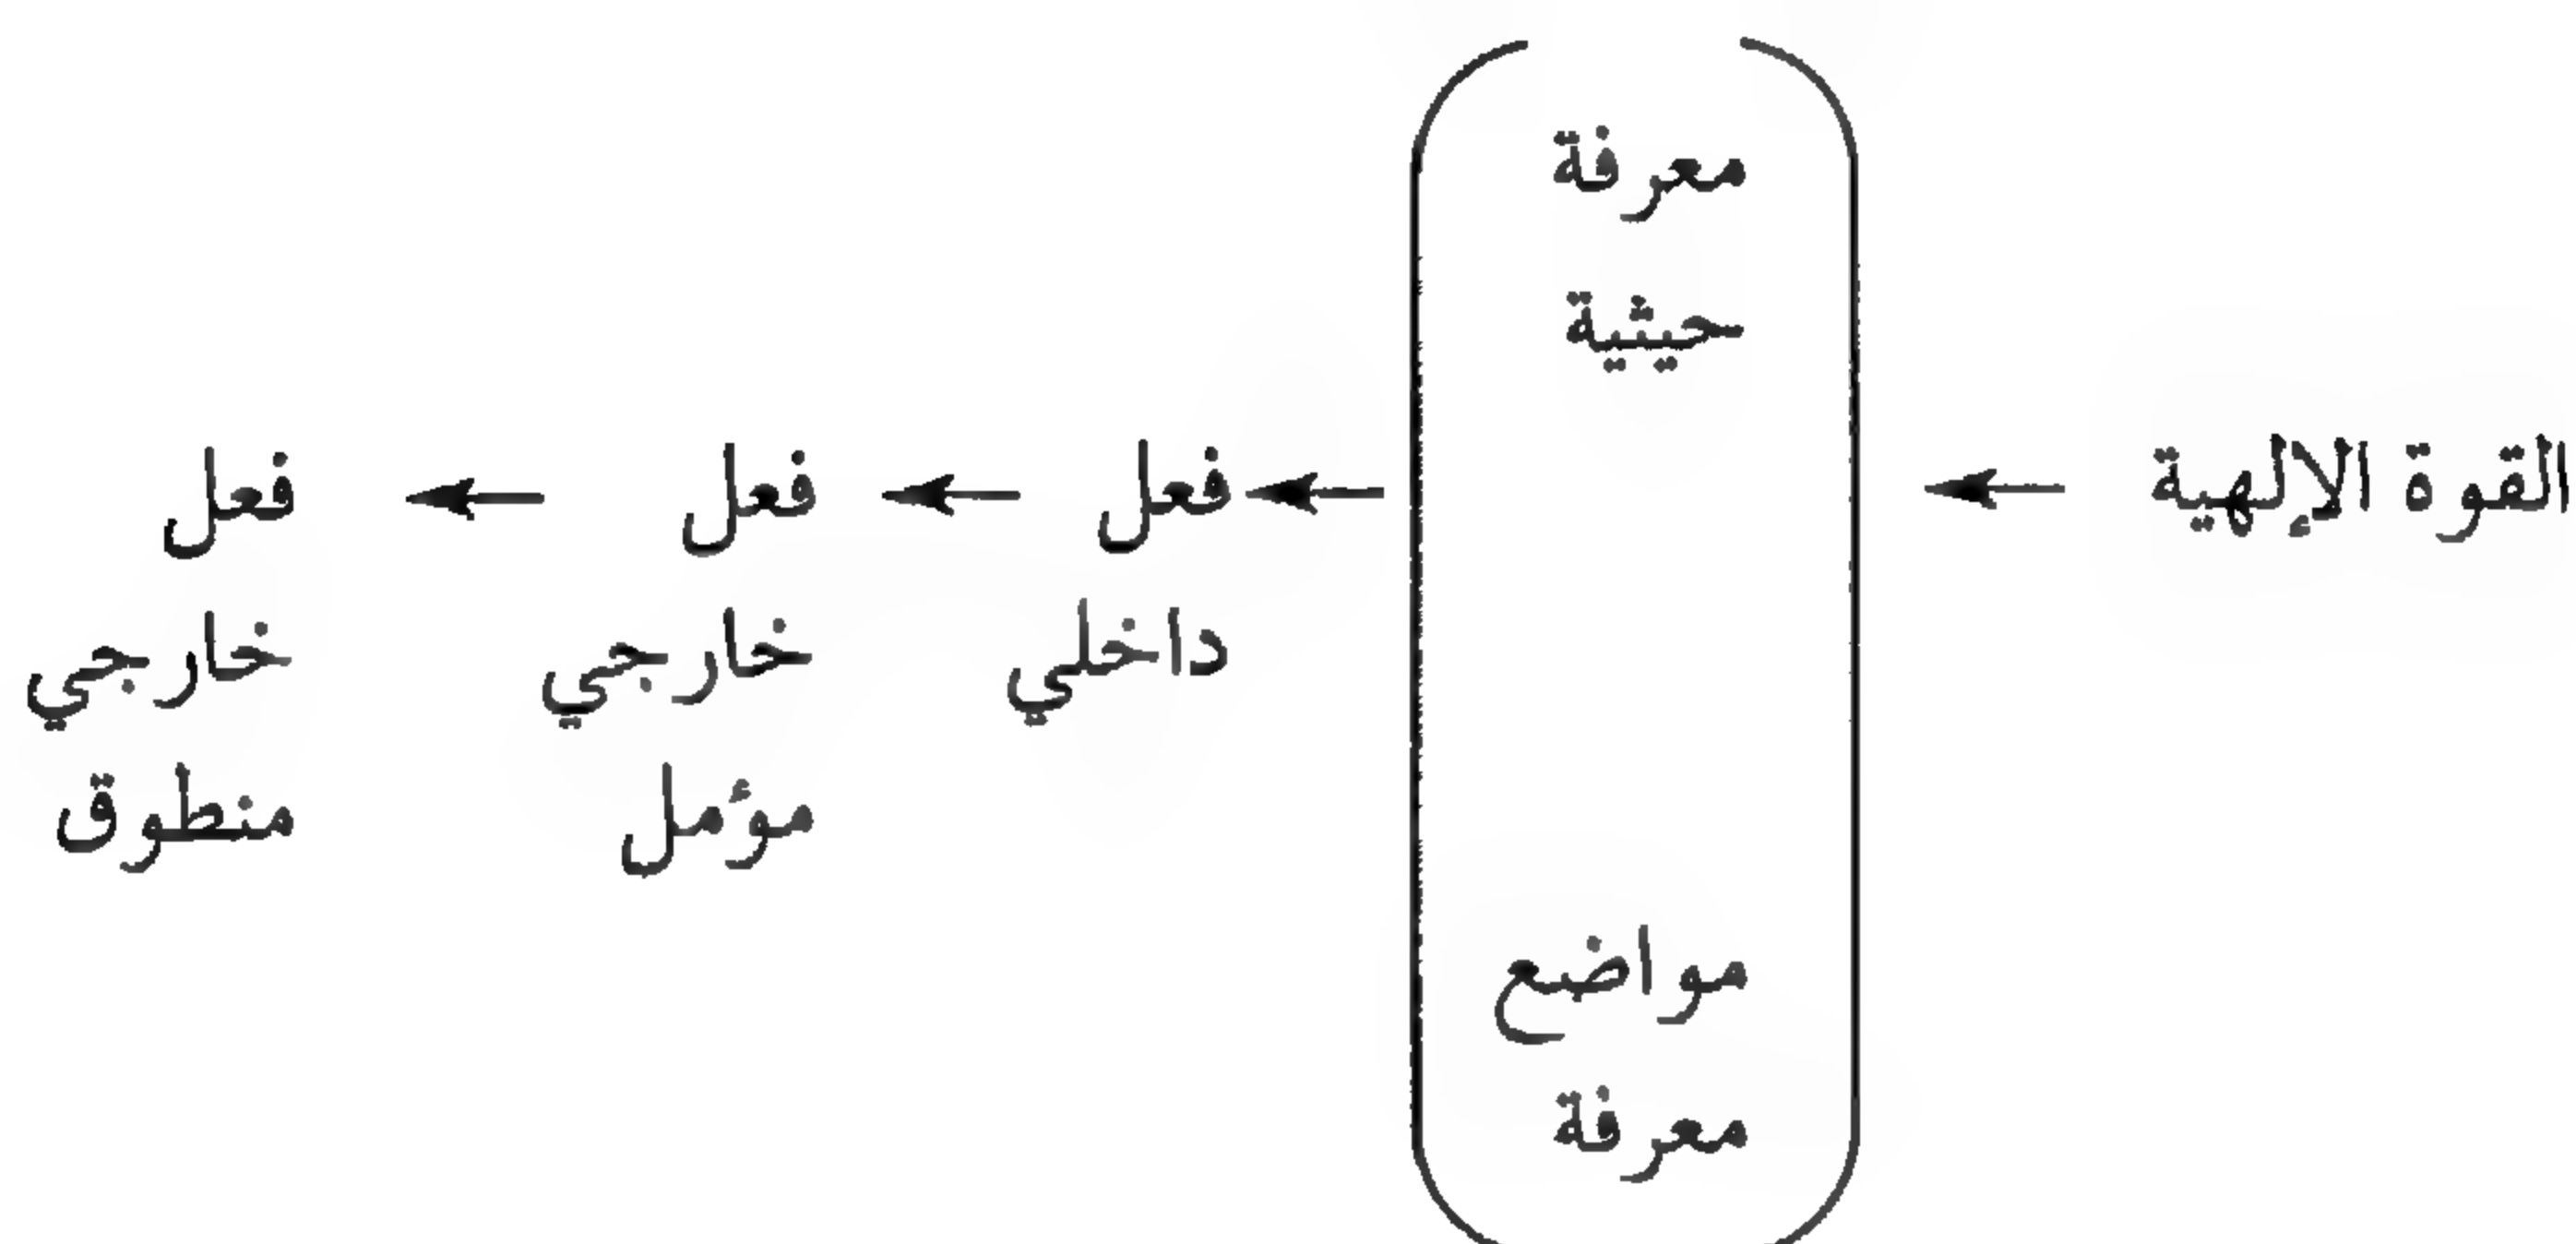 القوة الإلهية
معرفة
حيثية
مواضع
معرفة
فعل
داخلي
فعل
خارجي
مؤمل
فعل
خارجي
منطوق